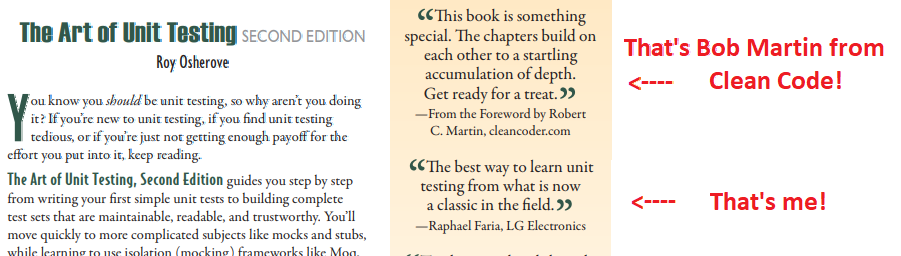 The Art of Unit Testing SECOND EDITION
Roy Osherove
You know you should be unit testing, so why aren't you doing
it? If you're new to unit testing, if you find unit testing
tedious, or if you're just not getting enough payoff for the
effort you put into it, keep reading.
The Art of Unit Testing, Second Edition guides you step by step
from writing your first simple unit tests to building complete
test sets that are maintainable, readable, and trustworthy. You'll
move quickly to more complicated subjects like mocks and stubs,
while learning to use isolation (mocking) frameworks like Moq,
“This book is something
special. The chapters build on
each other to a startling
accumulation of depth.
Get ready for a treat.”
—From the Foreword by Robert
C. Martin, cleancoder.com
“The best way to learn unit
testing from what is now
a classic in the field.”
—Raphael Faria, LG Electronics
That's Bob Martin from
<---- Clean Code!
<---- That's me!